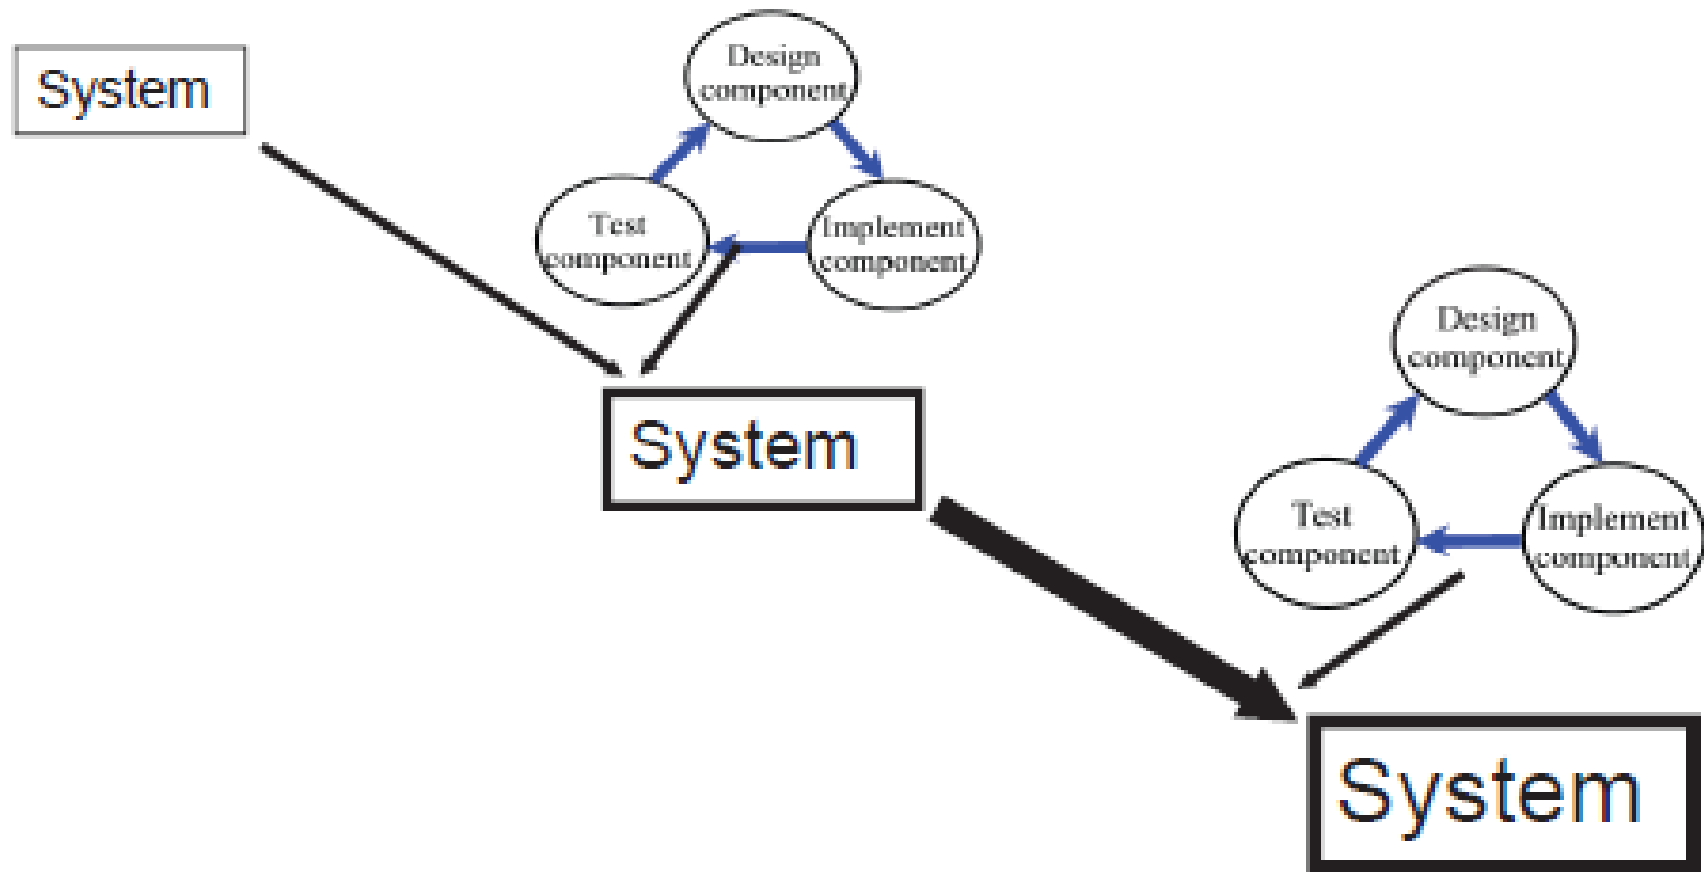 System
Design
component
Test
component
Implement
component
System
Design
component
Test
component
Implement
component
System